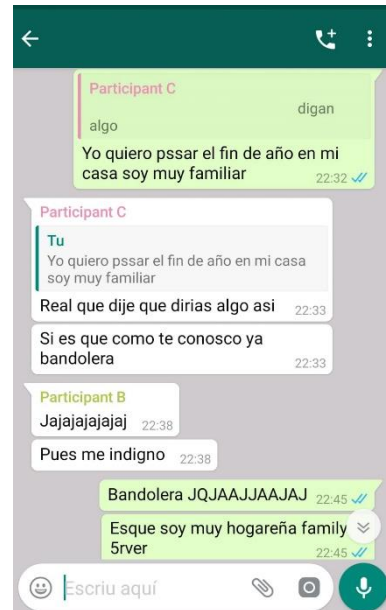 Participant C
digan
algo
Yo quiero pssar el fin de año en mi
casa soy muy familiar
22:32
Participant C
Tu
Yo quiero pssar el fin de año en mi casa
soy muy familiar
Real que dije que dirias algo asi 22:33
Si es que como te conosco ya
bandolera
22:33
Participant B
Jajajajajaj 22:38
Pues me indigno 22:38
Bandolera JQJAAJJAAJAJ 22:45
Esque soy muy hogareña family
5rver
22:45
Escriu aquí